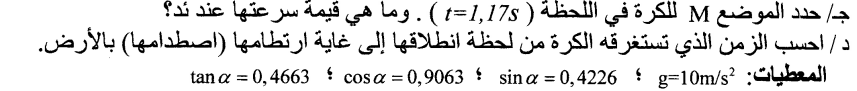 جـ/ حدد الموضع M للكرة في اللحظة ( t=1,17s ) . وما هي قيمة سرعتها عند ئذ؟
د / احسب الزمن الذي تستغرقه الكرة من لحظة انطلاقها إلى غاية ارتطامها (اصطدامها) بالأرض.
المعطيات: g=10m/s² ؛ sin α = 0,4226 ؛ cos α = 0,9063 ؛ tan α = 0,4663